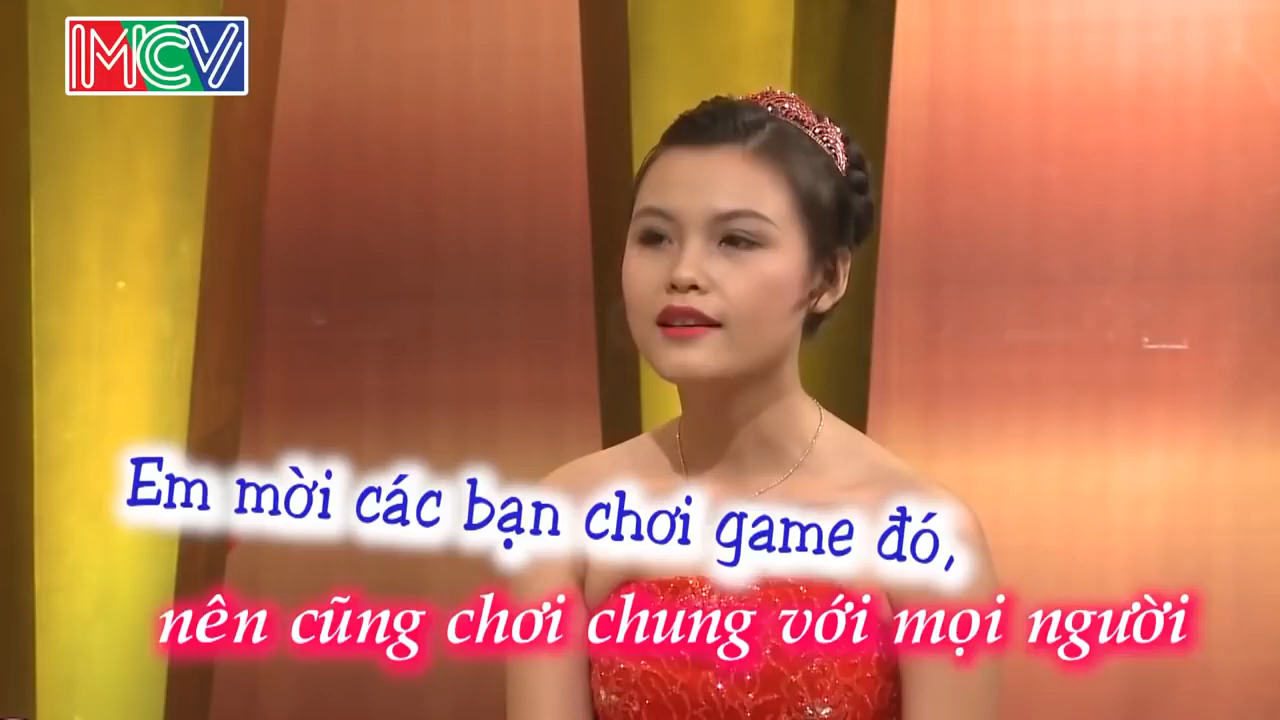 MCV
Em mời các bạn chơi game đó,
nên cũng chơi chung với mọi người